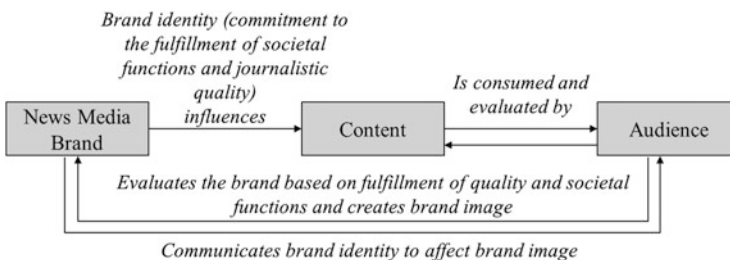 Brand identity (commitment to
the fulfillment of societal
functions and journalistic
quality)
influences
Is consumed and
evaluated by
News Media
Brand
Content
Audience
Evaluates the brand based on fulfillment of quality and societal
functions and creates brand image
Communicates brand identity to affect brand image